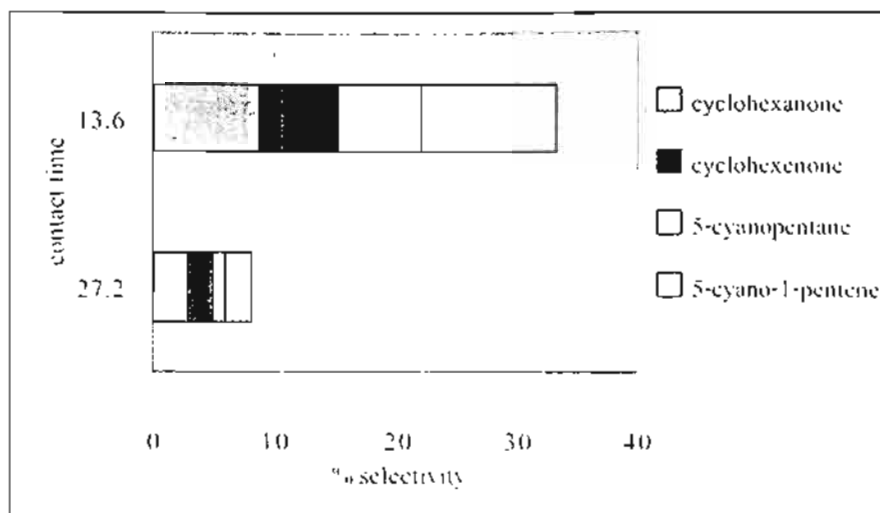 13.6
27.2
contact time
0 10 20 30 40
% selectivity
cyclohexanone
cyclohexenone
5-cyanopentane
5-cyano-1-pentene